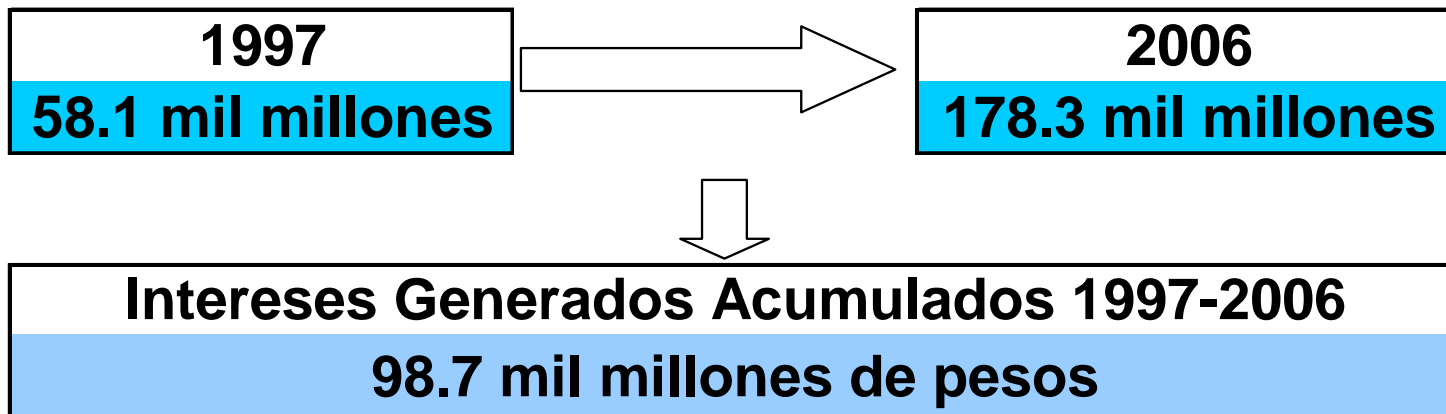 1997
58.1 mil millones
2006
178.3 mil millones
Intereses Generados Acumulados 1997-2006
98.7 mil millones de pesos